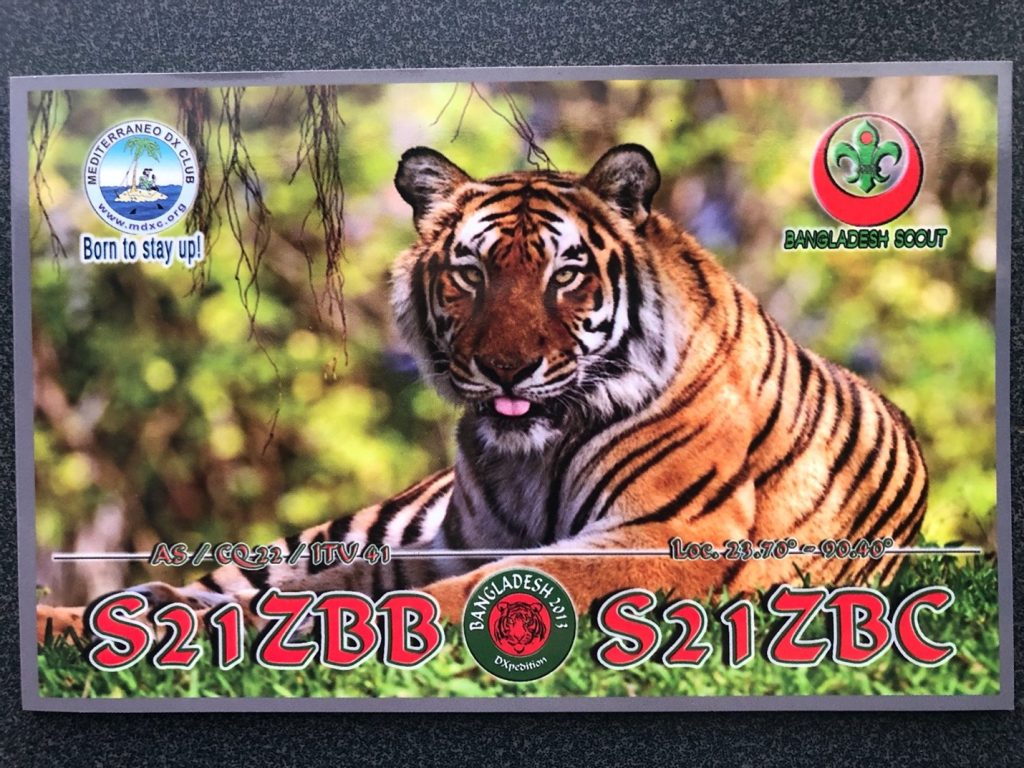 MEDITERRANEO DX CLUB
www.mdxc.org
Born to stay up!
BANGLADESH SCOUT
AS / CQ 22 / ITU 41
Loc. 23.70° - 90.40°
S21ZBB
BANGLADESH 2013
DXpedition
S21ZBC